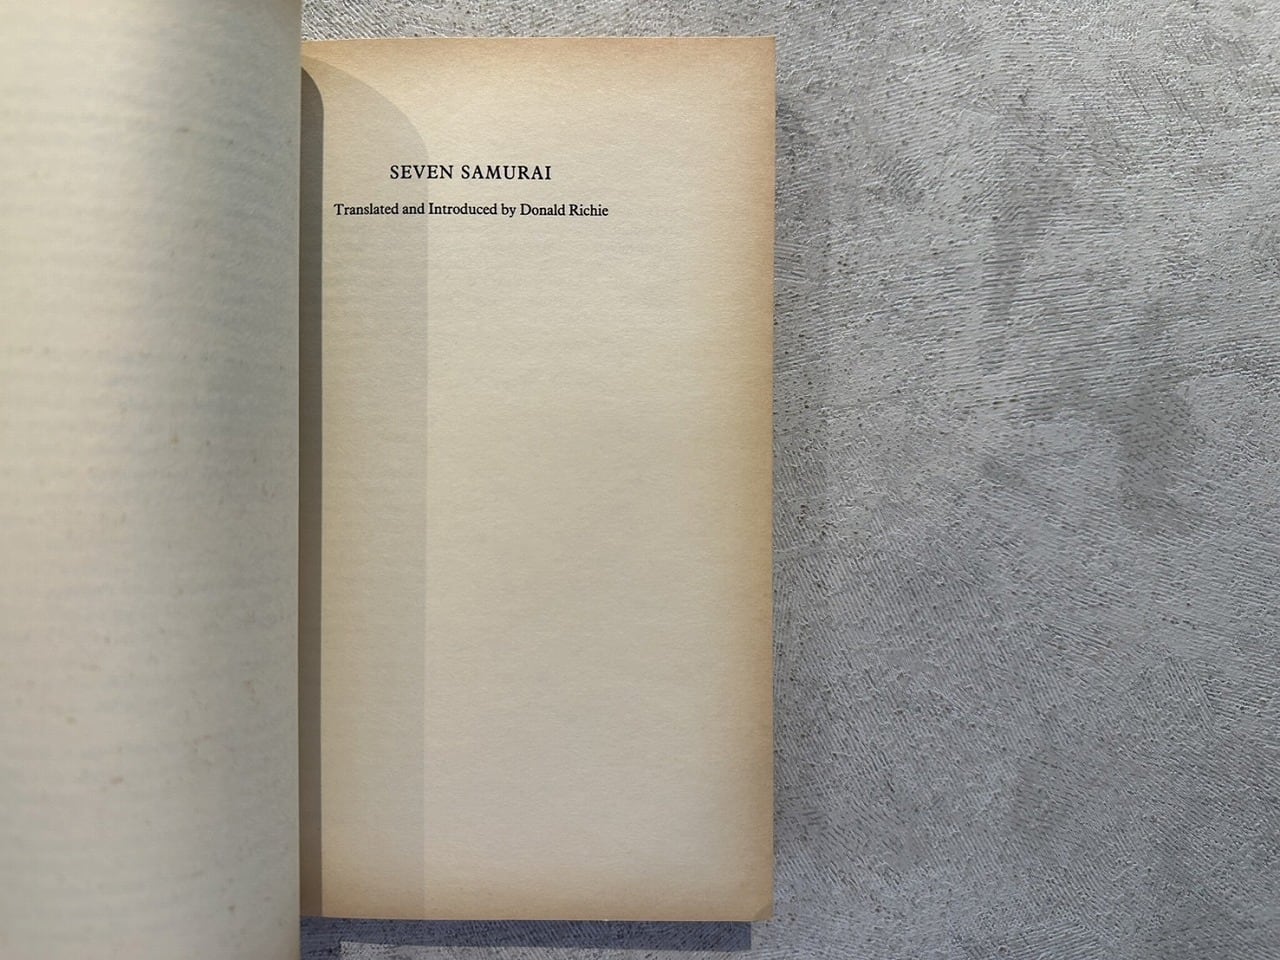 SEVEN SAMURAI
Translated and Introduced by Donald Richie